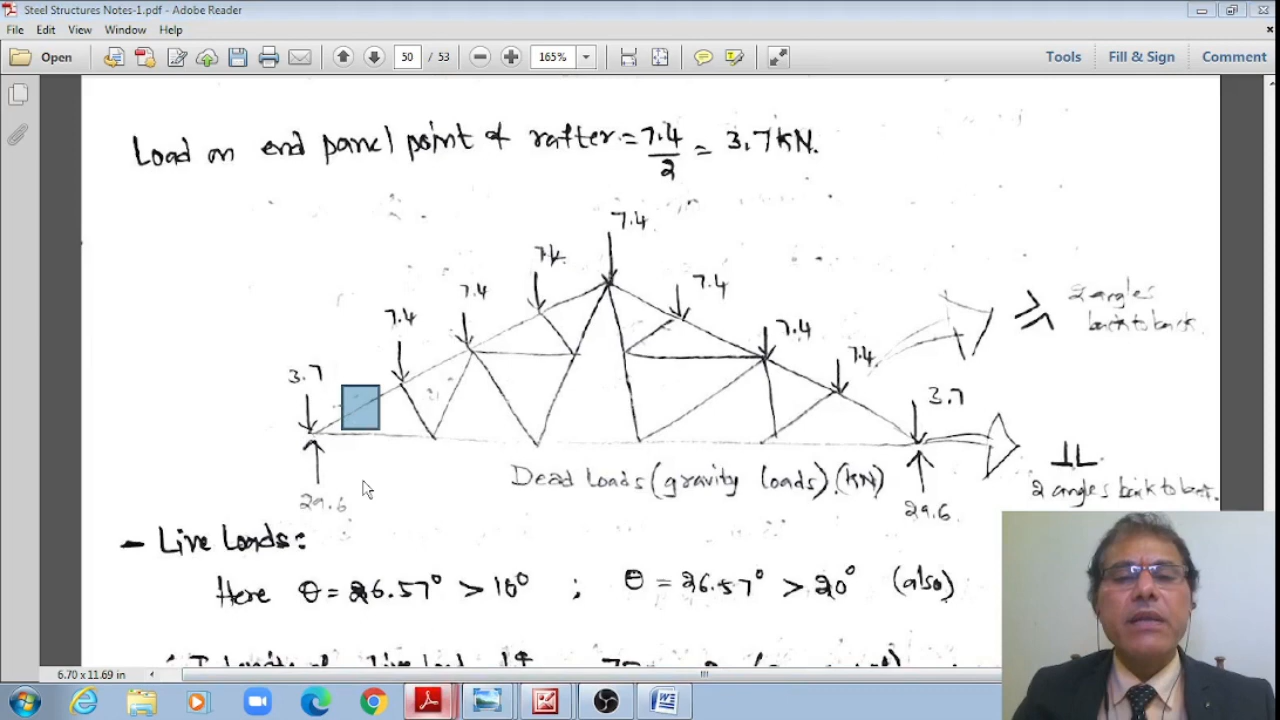 Steel Structures Notes-1.pdf - Adobe Reader
File Edit View Window Help
Open 50 / 53 165% Tools Fill & Sign Comment
Load on end panel point of rafter = 7.4/2 = 3.7 KN.
7.4
7.4
7.4 7.4
7.4 7.4
7.4
3.7 3.7
2 angles
back to back.
Dead Loads (gravity loads). (KN)
2 angles back to back.
29.6 29.6
- Live Loads:
Here θ = 26.57° > 10° ; θ = 26.57° > 20° (also)
6.70 x 11.69 in